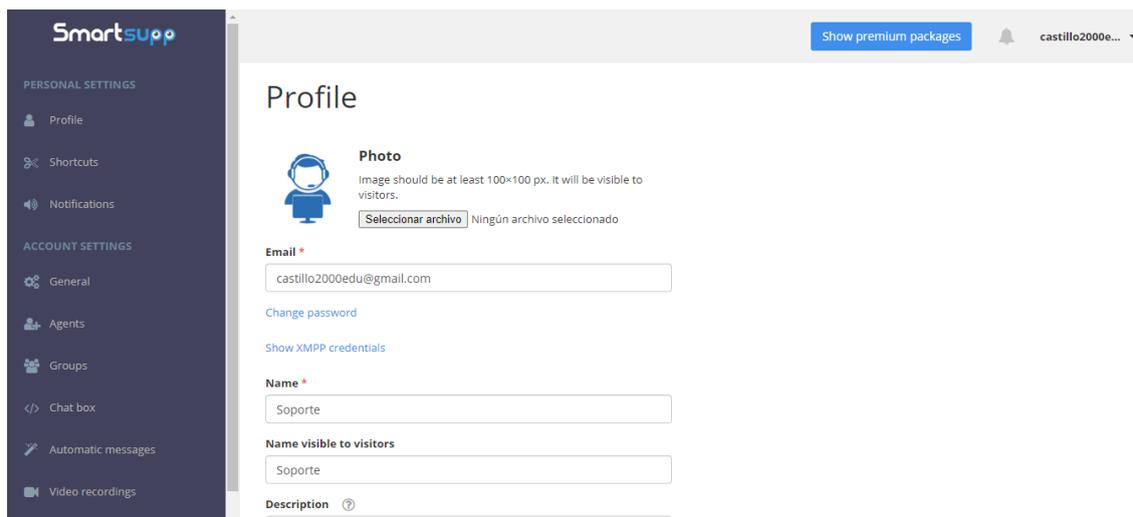 Smartsupp
Show premium packages
castillo2000e...
PERSONAL SETTINGS
Profile
Shortcuts
Notifications
ACCOUNT SETTINGS
General
Agents
Groups
Chat box
Automatic messages
Video recordings
Profile
Photo
Image should be at least 100×100 px. It will be visible to
visitors.
Seleccionar archivo Ningún archivo seleccionado
Email *
castillo2000edu@gmail.com
Change password
Show XMPP credentials
Name *
Soporte
Name visible to visitors
Soporte
Description ?